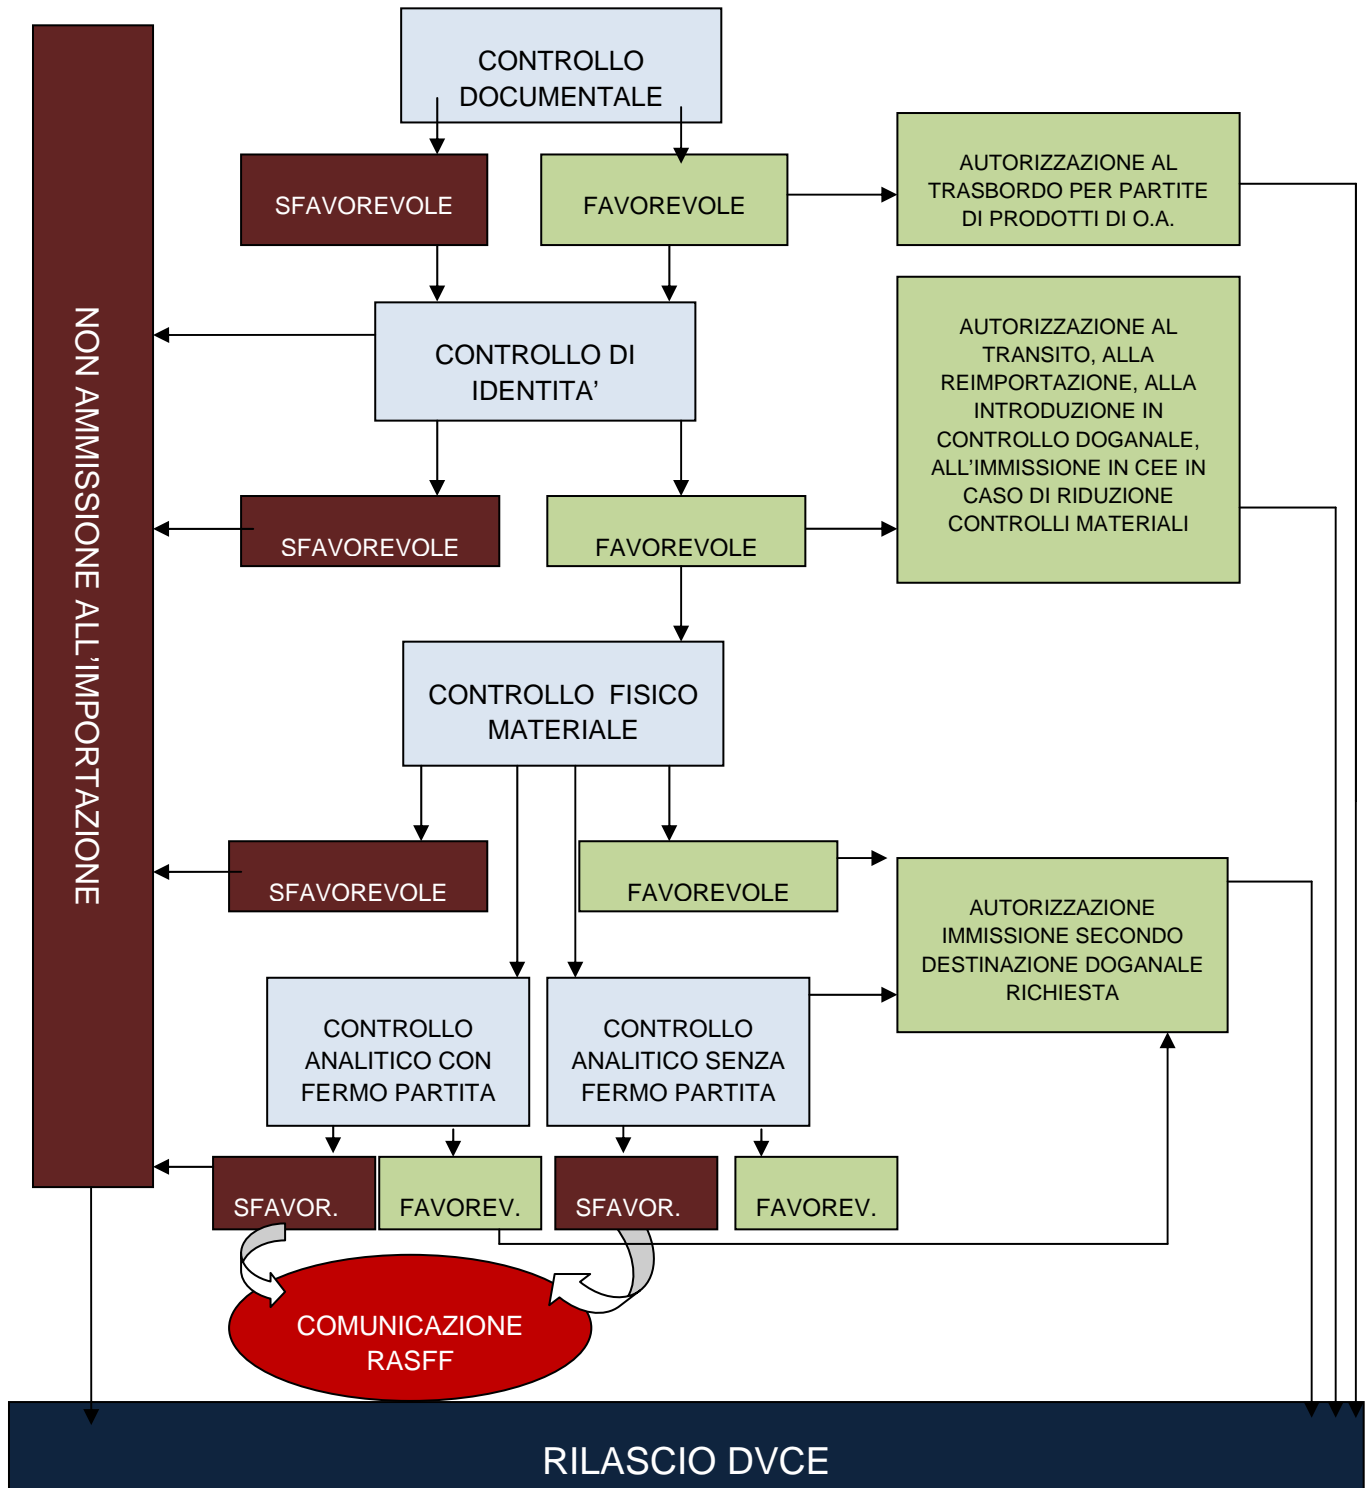 CONTROLLO
DOCUMENTALE
SFAVOREVOLE
FAVOREVOLE
AUTORIZZAZIONE AL
TRASBORDO PER PARTITE
DI PRODOTTI DI O.A.
NON AMMISSIONE ALL'IMPORTAZIONE
CONTROLLO DI
IDENTITA'
AUTORIZZAZIONE AL
TRANSITO, ALLA
REIMPORTAZIONE, ALLA
INTRODUZIONE IN
CONTROLLO DOGANALE,
ALL'IMMISSIONE IN CEE IN
CASO DI RIDUZIONE
CONTROLLI MATERIALI
SFAVOREVOLE
FAVOREVOLE
CONTROLLO  FISICO
MATERIALE
SFAVOREVOLE
FAVOREVOLE
AUTORIZZAZIONE
IMMISSIONE SECONDO
DESTINAZIONE DOGANALE
RICHIESTA
CONTROLLO
ANALITICO CON
FERMO PARTITA
CONTROLLO
ANALITICO SENZA
FERMO PARTITA
SFAVOR.
FAVOREV.
SFAVOR.
FAVOREV.
COMUNICAZIONE
RASFF
RILASCIO DVCE